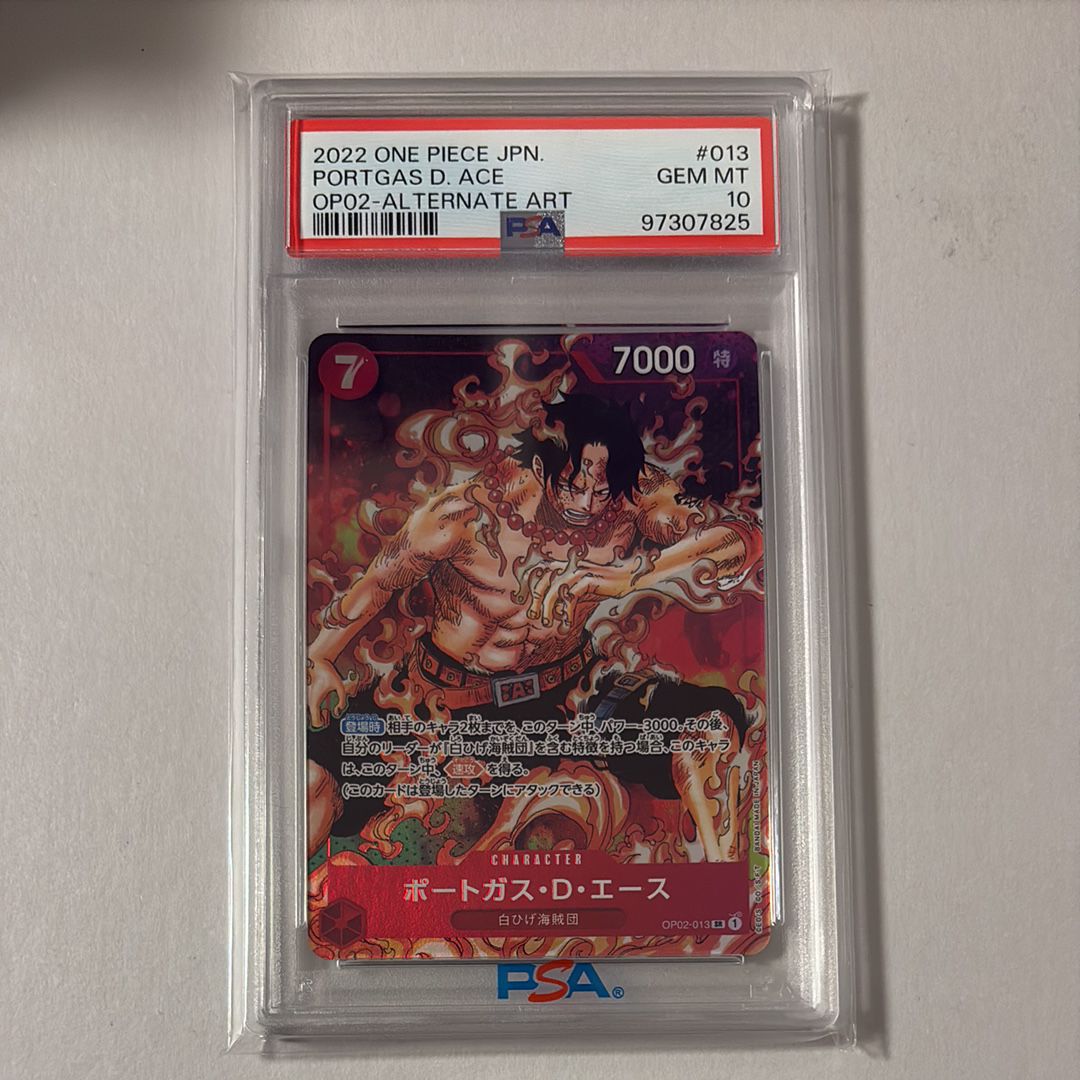 2022 ONE PIECE JPN. #013
PORTGAS D. ACE GEM MT
OP02-ALTERNATE ART 10
97307825
PSA
7 7000 特
A
登場時 相手のキャラ2枚までを、このターン中、パワー-3000。その後、
自分のリーダーが『白ひげ海賊団』を含む特徴を持つ場合、このキャラ
は、このターン中、速攻 を得る。
(このカードは登場したターンにアタックできる)
CHARACTER
ポートガス・D・エース
白ひげ海賊団
OP02-013 SR 1
BANDAI MADE IN JAPAN
PSA®